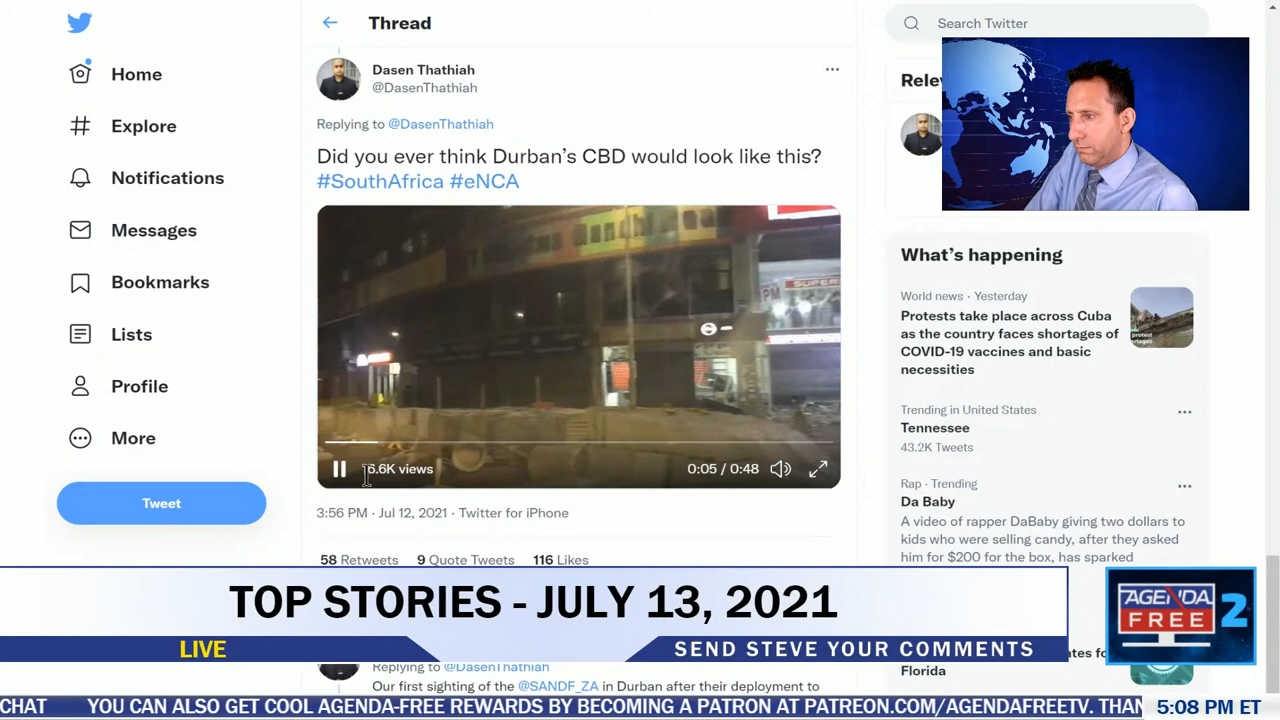 Thread
Search Twitter
Home
Explore
Notifications
Messages
Bookmarks
Lists
Profile
More
Tweet
Dasen Thathiah
@DasenThathiah
Replying to @DasenThathiah
Did you ever think Durban's CBD would look like this?
#SouthAfrica #eNCA
6.6K views
0:05 / 0:48
3:56 PM · Jul 12, 2021 · Twitter for iPhone
58 Retweets 9 Quote Tweets 116 Likes
Replying to @DasenThathiah
Our first sighting of the @SANDF_ZA in Durban after their deployment to
What's happening
World news · Yesterday
Protests take place across Cuba
as the country faces shortages of
COVID-19 vaccines and basic
necessities
Trending in United States
Tennessee
43.2K Tweets
Rap · Trending
Da Baby
A video of rapper DaBaby giving two dollars to
kids who were selling candy, after they asked
him for $200 for the box, has sparked
Florida
TOP STORIES - JULY 13, 2021
LIVE
SEND STEVE YOUR COMMENTS
AGENDA
FREE 2
CHAT YOU CAN ALSO GET COOL AGENDA-FREE REWARDS BY BECOMING A PATRON AT PATREON.COM/AGENDAFREETV. THAN
5:08 PM ET